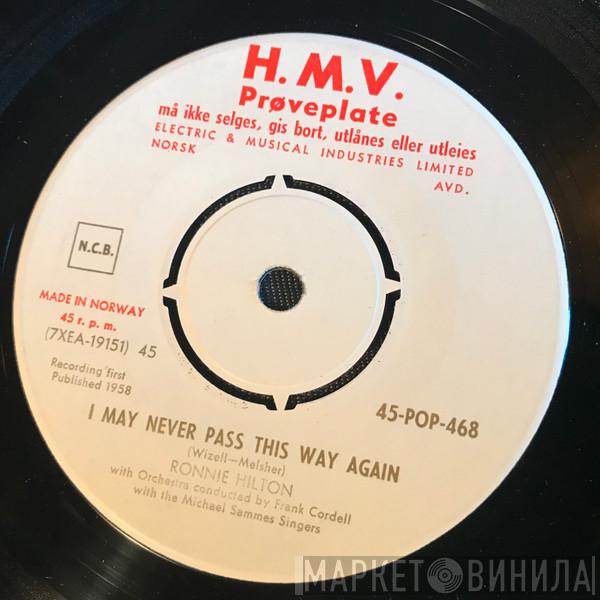 H. M. V.
Prøveplate
må ikke selges, gis bort, utlånes eller utleies
ELECTRIC & MUSICAL INDUSTRIES LIMITED
NORSK AVD.
N.C.B.
MADE IN NORWAY
45 r. p. m.
(7XEA-19151) 45
Recording first
Published 1958
45-POP-468
I MAY NEVER PASS THIS WAY AGAIN
(Wizell—Melsher)
RONNIE HILTON
with Orchestra conducted by Frank Cordell
with the Michael Sammes Singers
МАРКЕТ ВИНИЛА